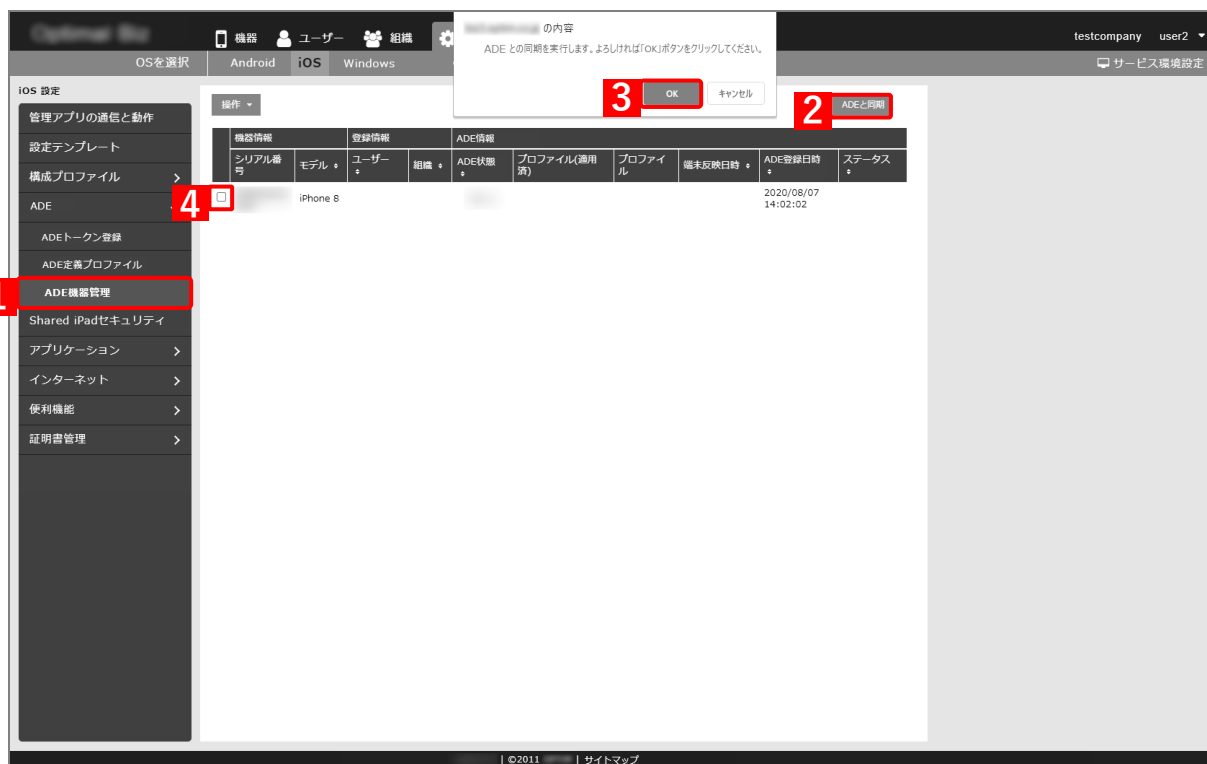 の内容
ADE との同期を実行します。よろしければ「OK」ボタンをクリックしてください。
OK
キャンセル
機器
ユーザー
組織
testcompany user2
OSを選択
Android
iOS
Windows
サービス環境設定
iOS 設定
管理アプリの通信と動作
設定テンプレート
構成プロファイル
ADE
ADEトークン登録
ADE定義プロファイル
ADE機器管理
Shared iPadセキュリティ
アプリケーション
インターネット
便利機能
証明書管理
1
2
3
4
操作
ADEと同期
機器情報
登録情報
ADE情報
シリアル番
号
モデル
ユーザー
組織
ADE状態
プロファイル(適用
済)
プロファイ
ル
端末反映日時
ADE登録日時
ステータス
iPhone 8
2020/08/07
14:02:02
| ©2011
| サイトマップ